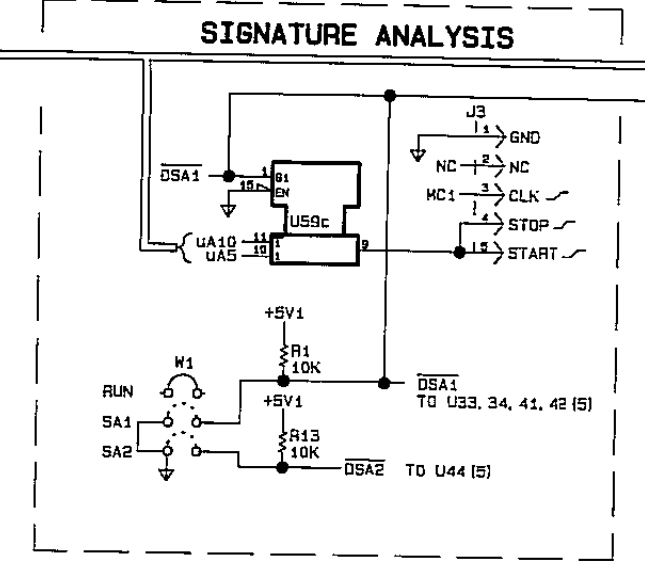 SIGNATURE ANALYSIS
J3
1 GND
NC 2 NC
MC1 3 CLK
4 STOP
5 START
DSA1
1 G1
15 EN
U59c
UA10 11 1
UA5 10 1
9
+5V1
R1
10K
W1
RUN
SA1
SA2
DSA1
TO U33, 34, 41, 42 (5)
+5V1
R13
10K
DSA2 TO U44 (5)